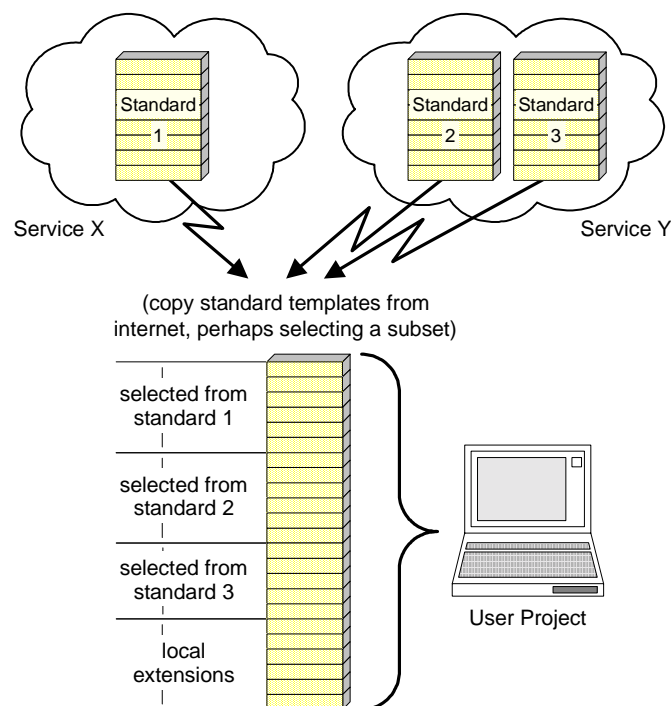 Standard
1
Standard
2
Standard
3
Service X
Service Y
(copy standard templates from
internet, perhaps selecting a subset)
selected from
standard 1
selected from
standard 2
selected from
standard 3
local
extensions
User Project